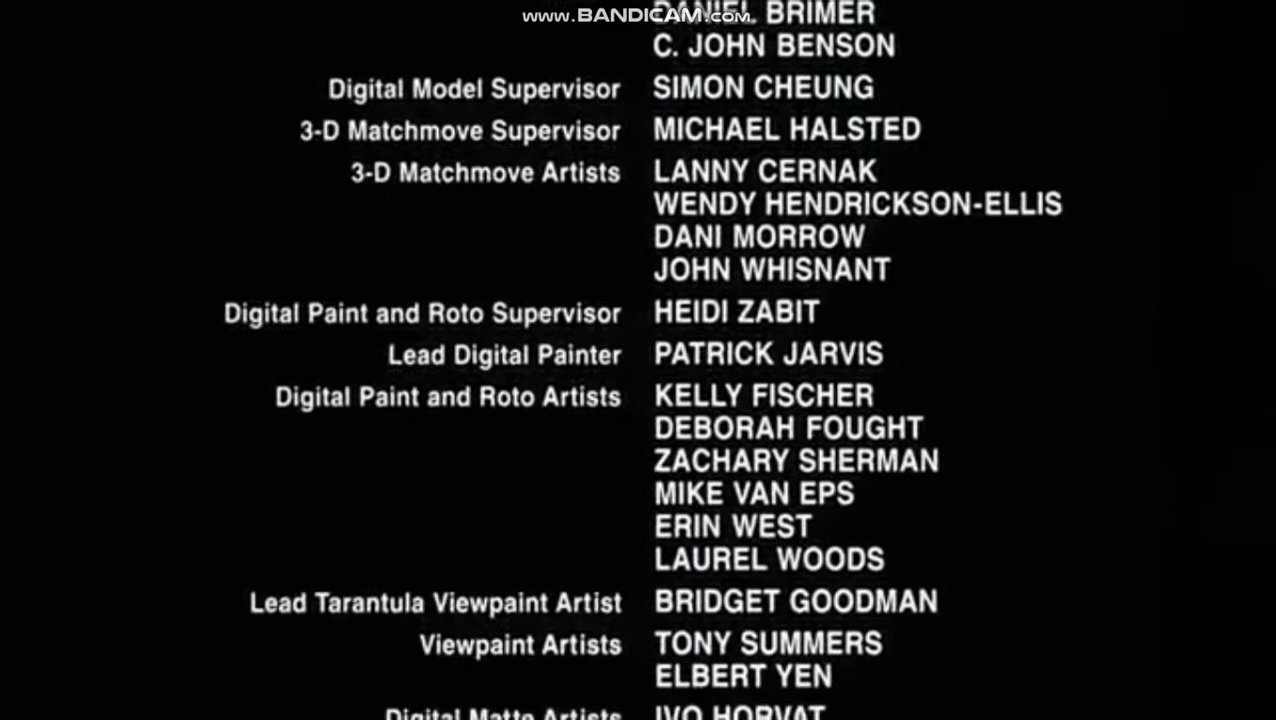 www.BANDICAM.com
DANIEL BRIMER
C. JOHN BENSON
Digital Model Supervisor SIMON CHEUNG
3-D Matchmove Supervisor MICHAEL HALSTED
3-D Matchmove Artists LANNY CERNAK
WENDY HENDRICKSON-ELLIS
DANI MORROW
JOHN WHISNANT
Digital Paint and Roto Supervisor HEIDI ZABIT
Lead Digital Painter PATRICK JARVIS
Digital Paint and Roto Artists KELLY FISCHER
DEBORAH FOUGHT
ZACHARY SHERMAN
MIKE VAN EPS
ERIN WEST
LAUREL WOODS
Lead Tarantula Viewpaint Artist BRIDGET GOODMAN
Viewpaint Artists TONY SUMMERS
ELBERT YEN
Digital Matte Artists IVO HORVAT